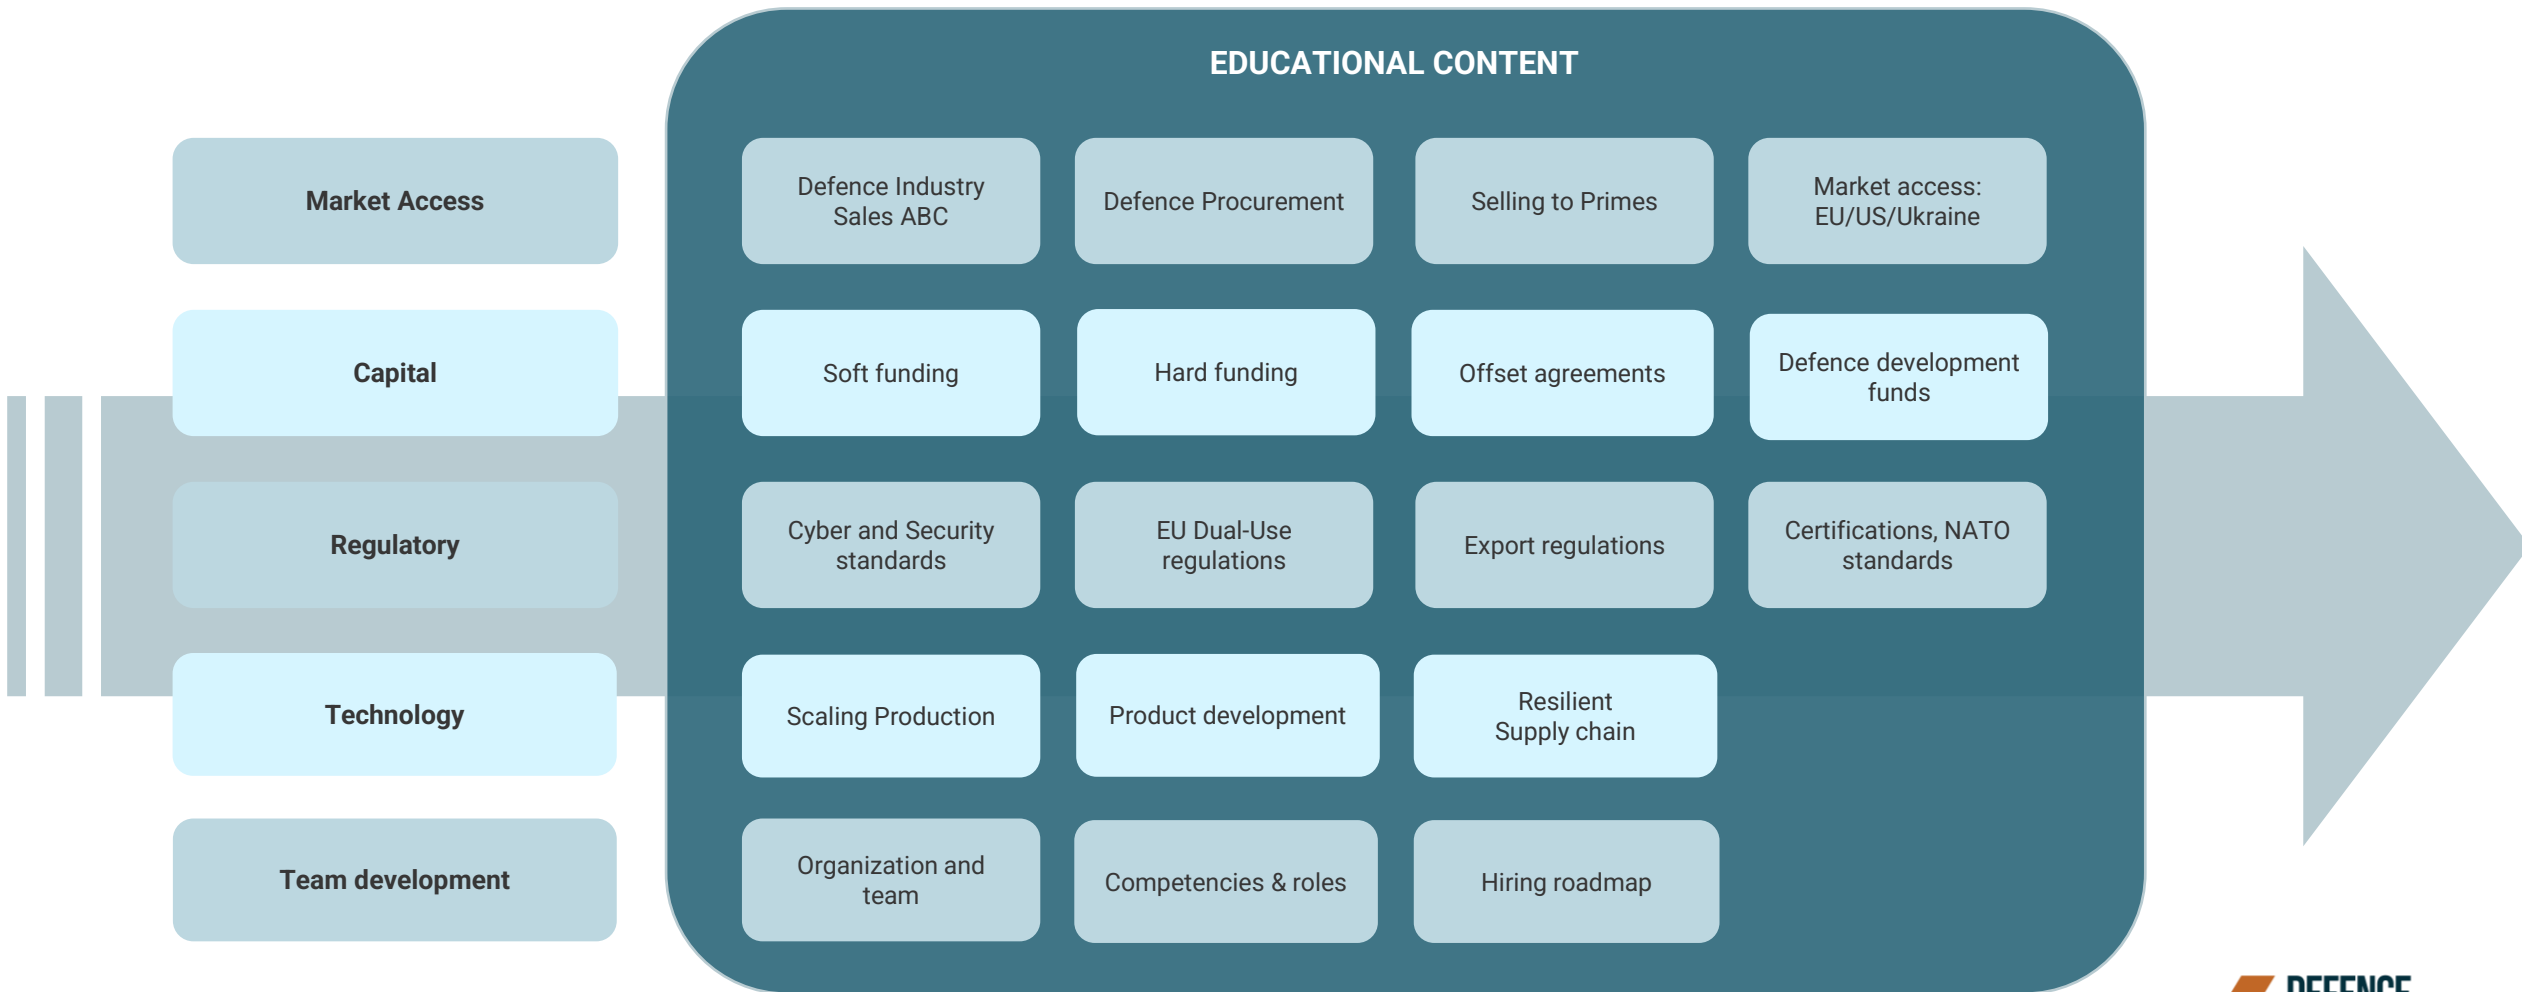 EDUCATIONAL CONTENT
Market Access
Defence Industry
Sales ABC
Defence Procurement
Selling to Primes
Market access:
EU/US/Ukraine
Capital
Soft funding
Hard funding
Offset agreements
Defence development
funds
Regulatory
Cyber and Security
standards
EU Dual-Use
regulations
Export regulations
Certifications, NATO
standards
Technology
Scaling Production
Product development
Resilient
Supply chain
Team development
Organization and
team
Competencies & roles
Hiring roadmap
DEFENCE